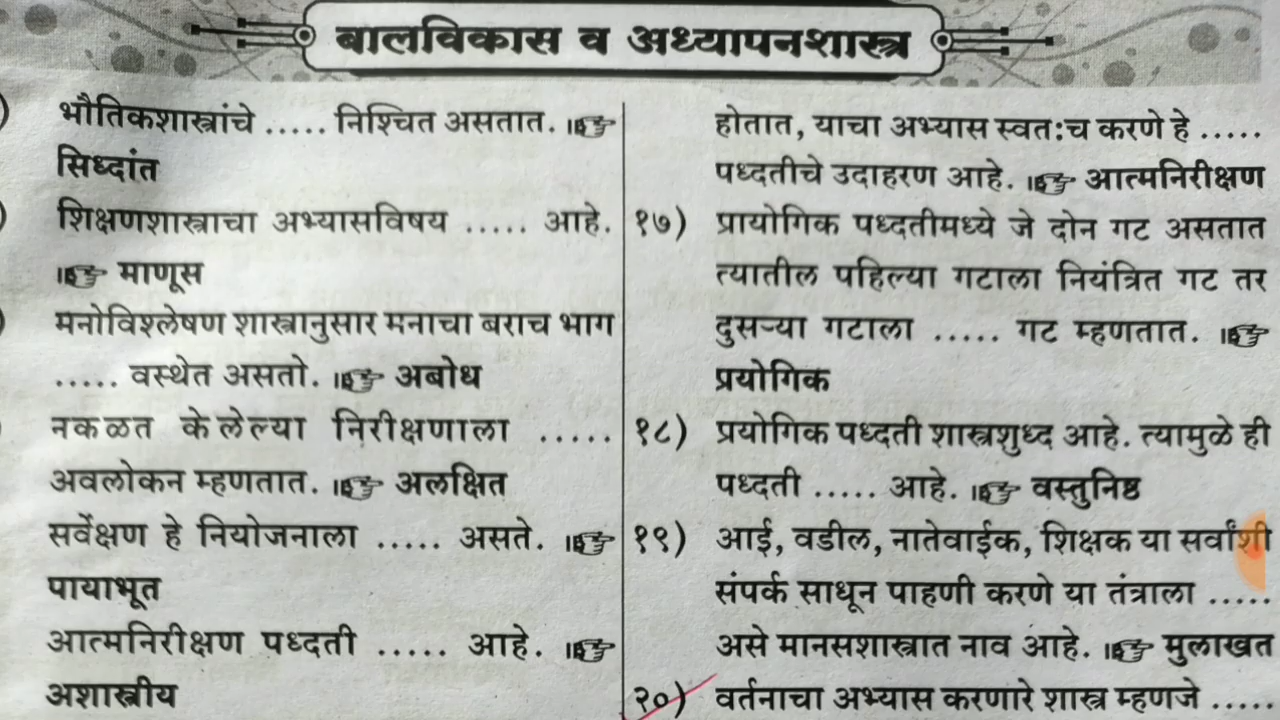 बालविकास व अध्यापनशास्त्र
भौतिकशास्त्रांचे ..... निश्चित असतात.
सिध्दांत
शिक्षणशास्त्राचा अभ्यासविषय ..... आहे.
माणूस
मनोविश्लेषण शास्त्रानुसार मनाचा बराच भाग
..... वस्थेत असतो. अबोध
नकळत केलेल्या निरीक्षणाला .....
अवलोकन म्हणतात. अलक्षित
सर्वेक्षण हे नियोजनाला ..... असते.
पायाभूत
आत्मनिरीक्षण पध्दती ..... आहे.
अशास्त्रीय
होतात, याचा अभ्यास स्वत:च करणे हे .....
पध्दतीचे उदाहरण आहे. आत्मनिरीक्षण
१७) प्रायोगिक पध्दतीमध्ये जे दोन गट असतात
त्यातील पहिल्या गटाला नियंत्रित गट तर
दुसऱ्या गटाला ..... गट म्हणतात.
प्रयोगिक
१८) प्रयोगिक पध्दती शास्त्रशुध्द आहे. त्यामुळे ही
पध्दती ..... आहे. वस्तुनिष्ठ
१९) आई, वडील, नातेवाईक, शिक्षक या सर्वांशी
संपर्क साधून पाहणी करणे या तंत्राला .....
असे मानसशास्त्रात नाव आहे. मुलाखत
२०) वर्तनाचा अभ्यास करणारे शास्त्र म्हणजे .....